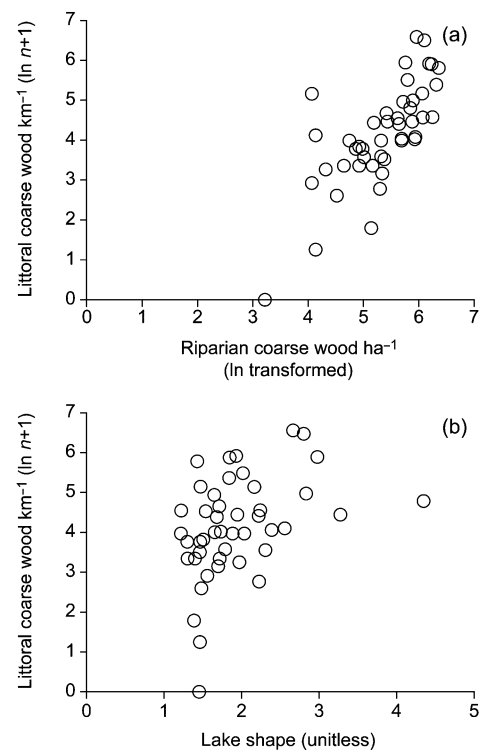 (a)
Littoral coarse wood km⁻¹ (ln n+1)
7
6
5
4
3
2
1
0
0 1 2 3 4 5 6 7
Riparian coarse wood ha⁻¹
(ln transformed)
(b)
Littoral coarse wood km⁻¹ (ln n+1)
7
6
5
4
3
2
1
0
0 1 2 3 4 5
Lake shape (unitless)